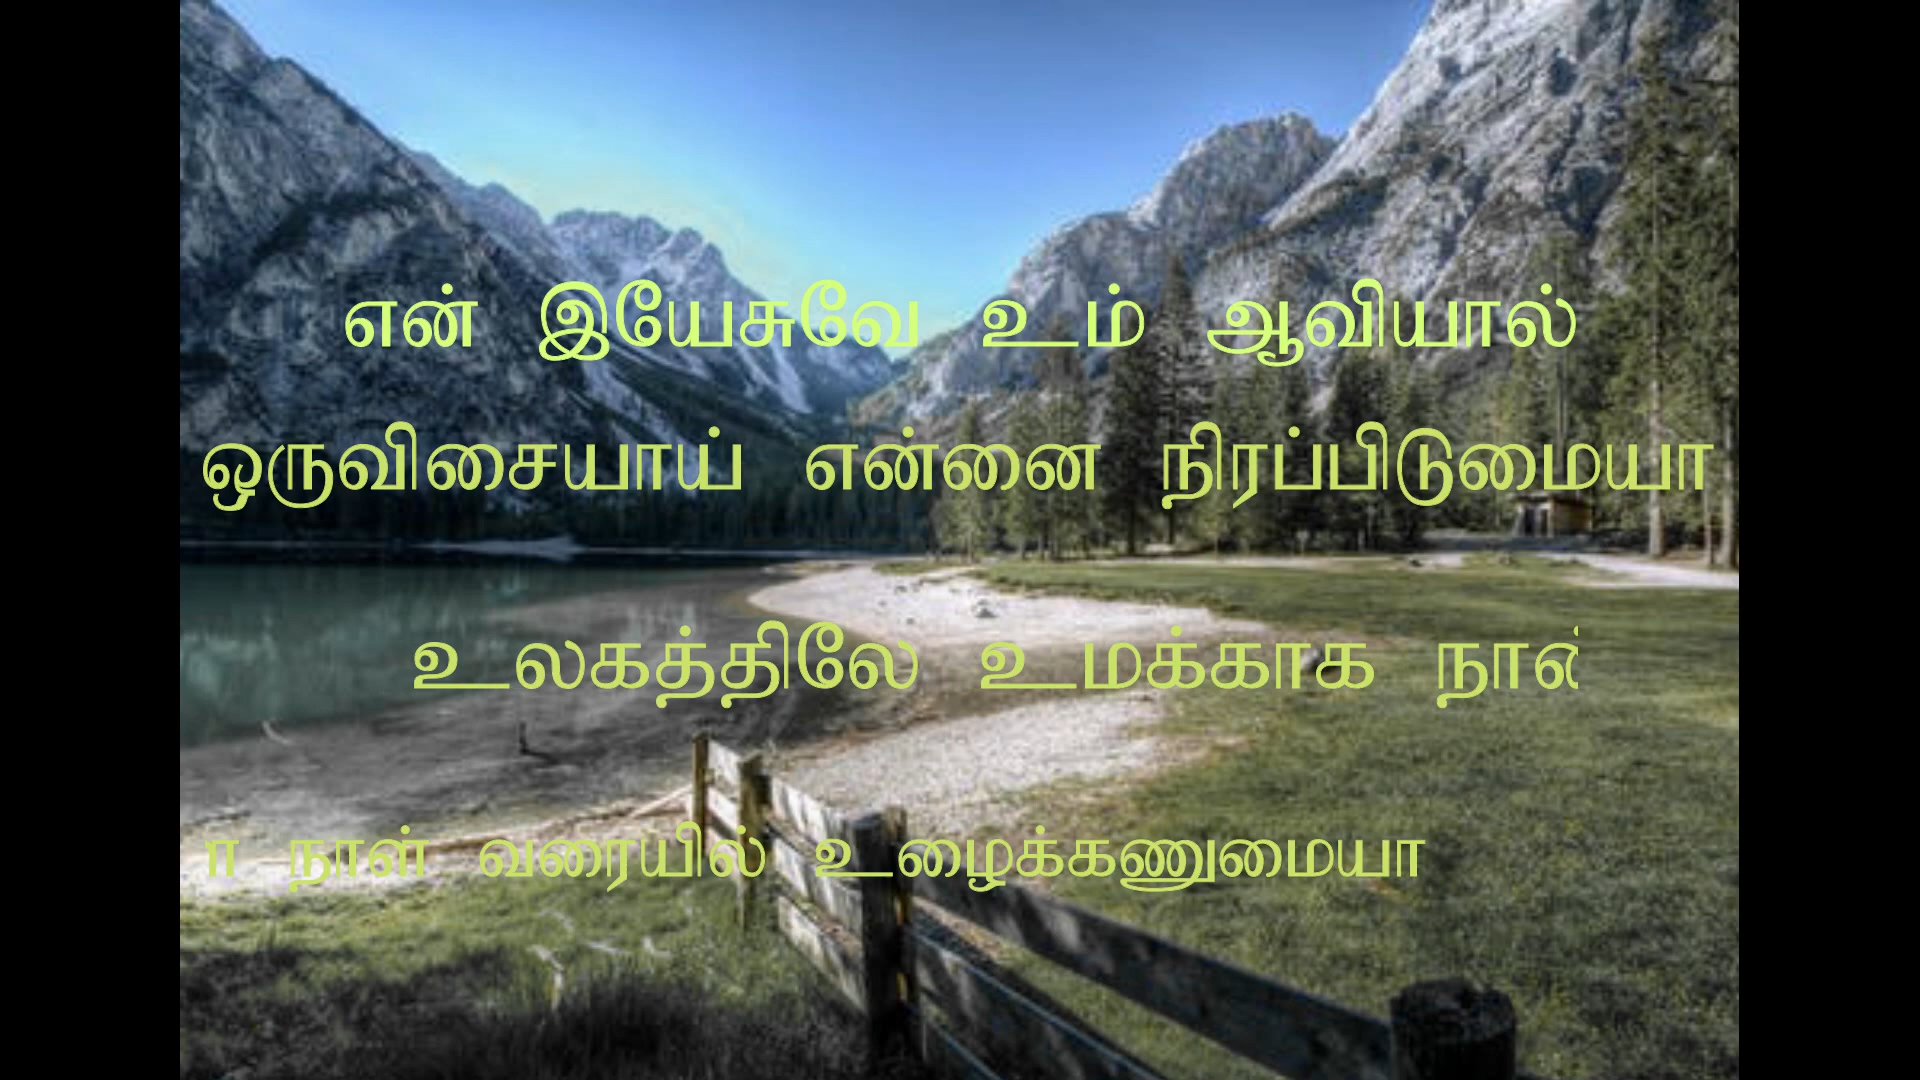 என் இயேசுவே உம் ஆவியால்
ஒருவிசையாய் என்னை நிரப்பிடுமையா
உலகத்திலே உமக்காக
நாள் வரையில் உழைக்கணுமையா